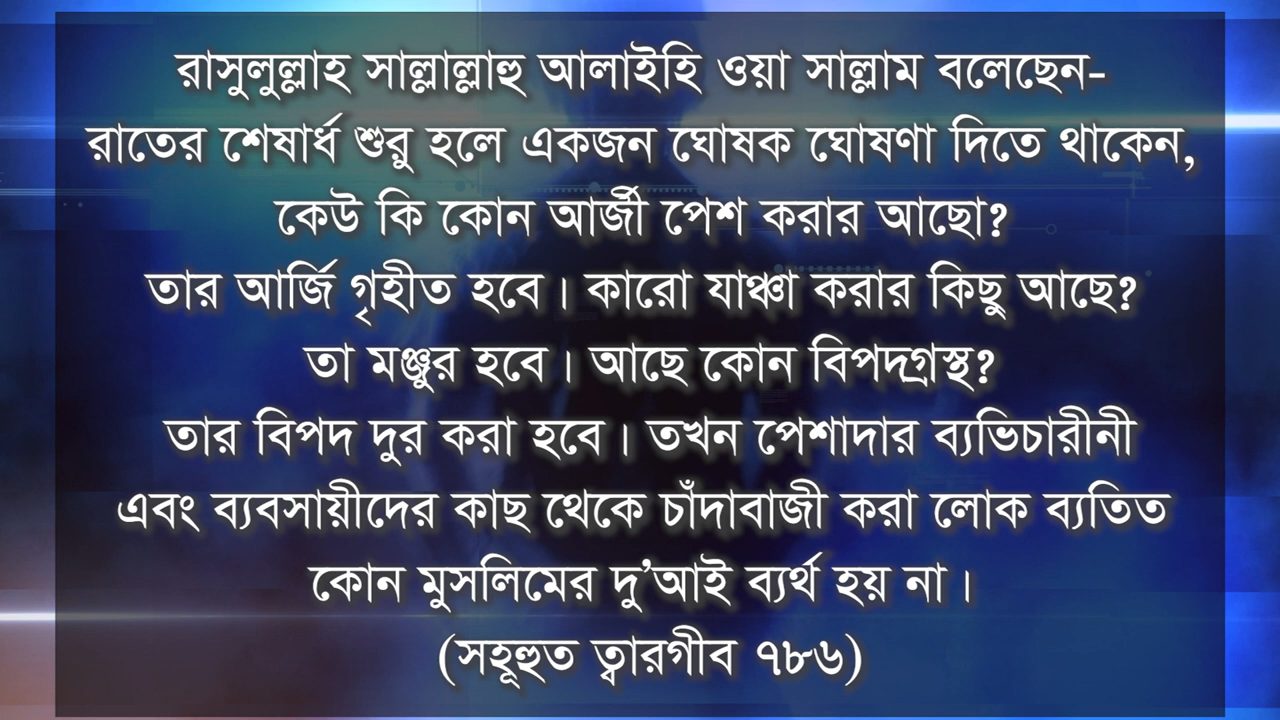 রাসুলুল্লাহ সাল্লাল্লাহু আলাইহি ওয়া সাল্লাম বলেছেন-
রাতের শেষার্ধ শুরু হলে একজন ঘোষক ঘোষণা দিতে থাকেন,
কেউ কি কোন আর্জী পেশ করার আছো?
তার আর্জি গৃহীত হবে। কারো যাঞ্চা করার কিছু আছে?
তা মঞ্জুর হবে। আছে কোন বিপদগ্রস্থ?
তার বিপদ দুর করা হবে। তখন পেশাদার ব্যভিচারীনী
এবং ব্যবসায়ীদের কাছ থেকে চাঁদাবাজী করা লোক ব্যতিত
কোন মুসলিমের দু’আই ব্যর্থ হয় না।
(সহূহুত ত্বারগীব ৭৮৬)